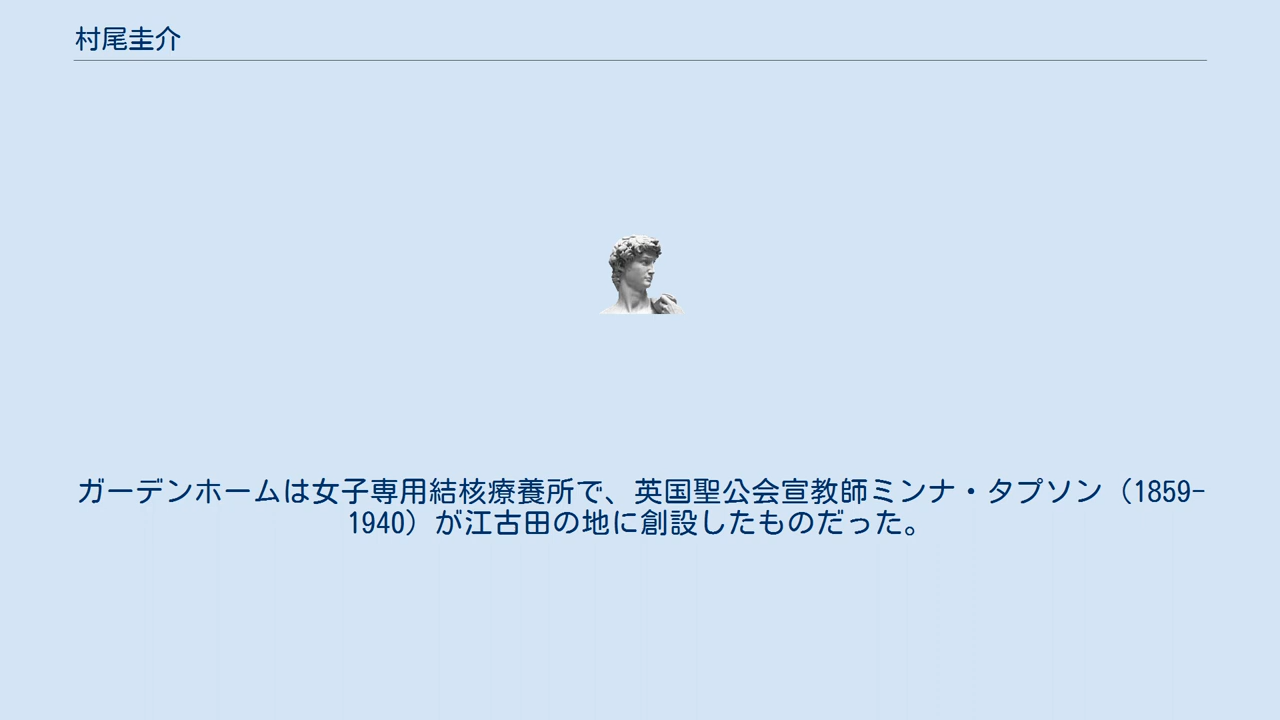 村尾圭介
ガーデンホームは女子専用結核療養所で、英国聖公会宣教師ミンナ・タプソン（1859-
1940）が江古田の地に創設したものだった。